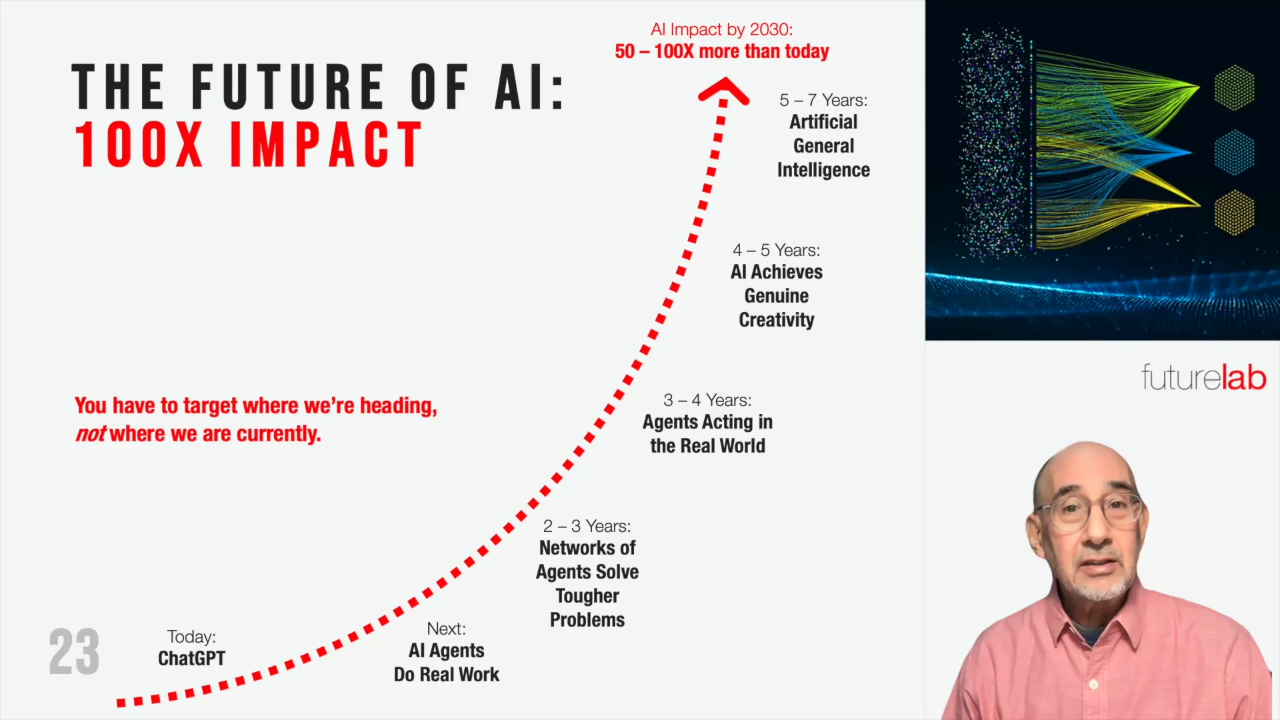 THE FUTURE OF AI:
100X IMPACT
AI Impact by 2030:
50 – 100X more than today
5 – 7 Years:
Artificial
General
Intelligence
4 – 5 Years:
AI Achieves
Genuine
Creativity
You have to target where we’re heading,
not where we are currently.
3 – 4 Years:
Agents Acting in
the Real World
2 – 3 Years:
Networks of
Agents Solve
Tougher
Problems
Next:
AI Agents
Do Real Work
Today:
ChatGPT
23
futurelab